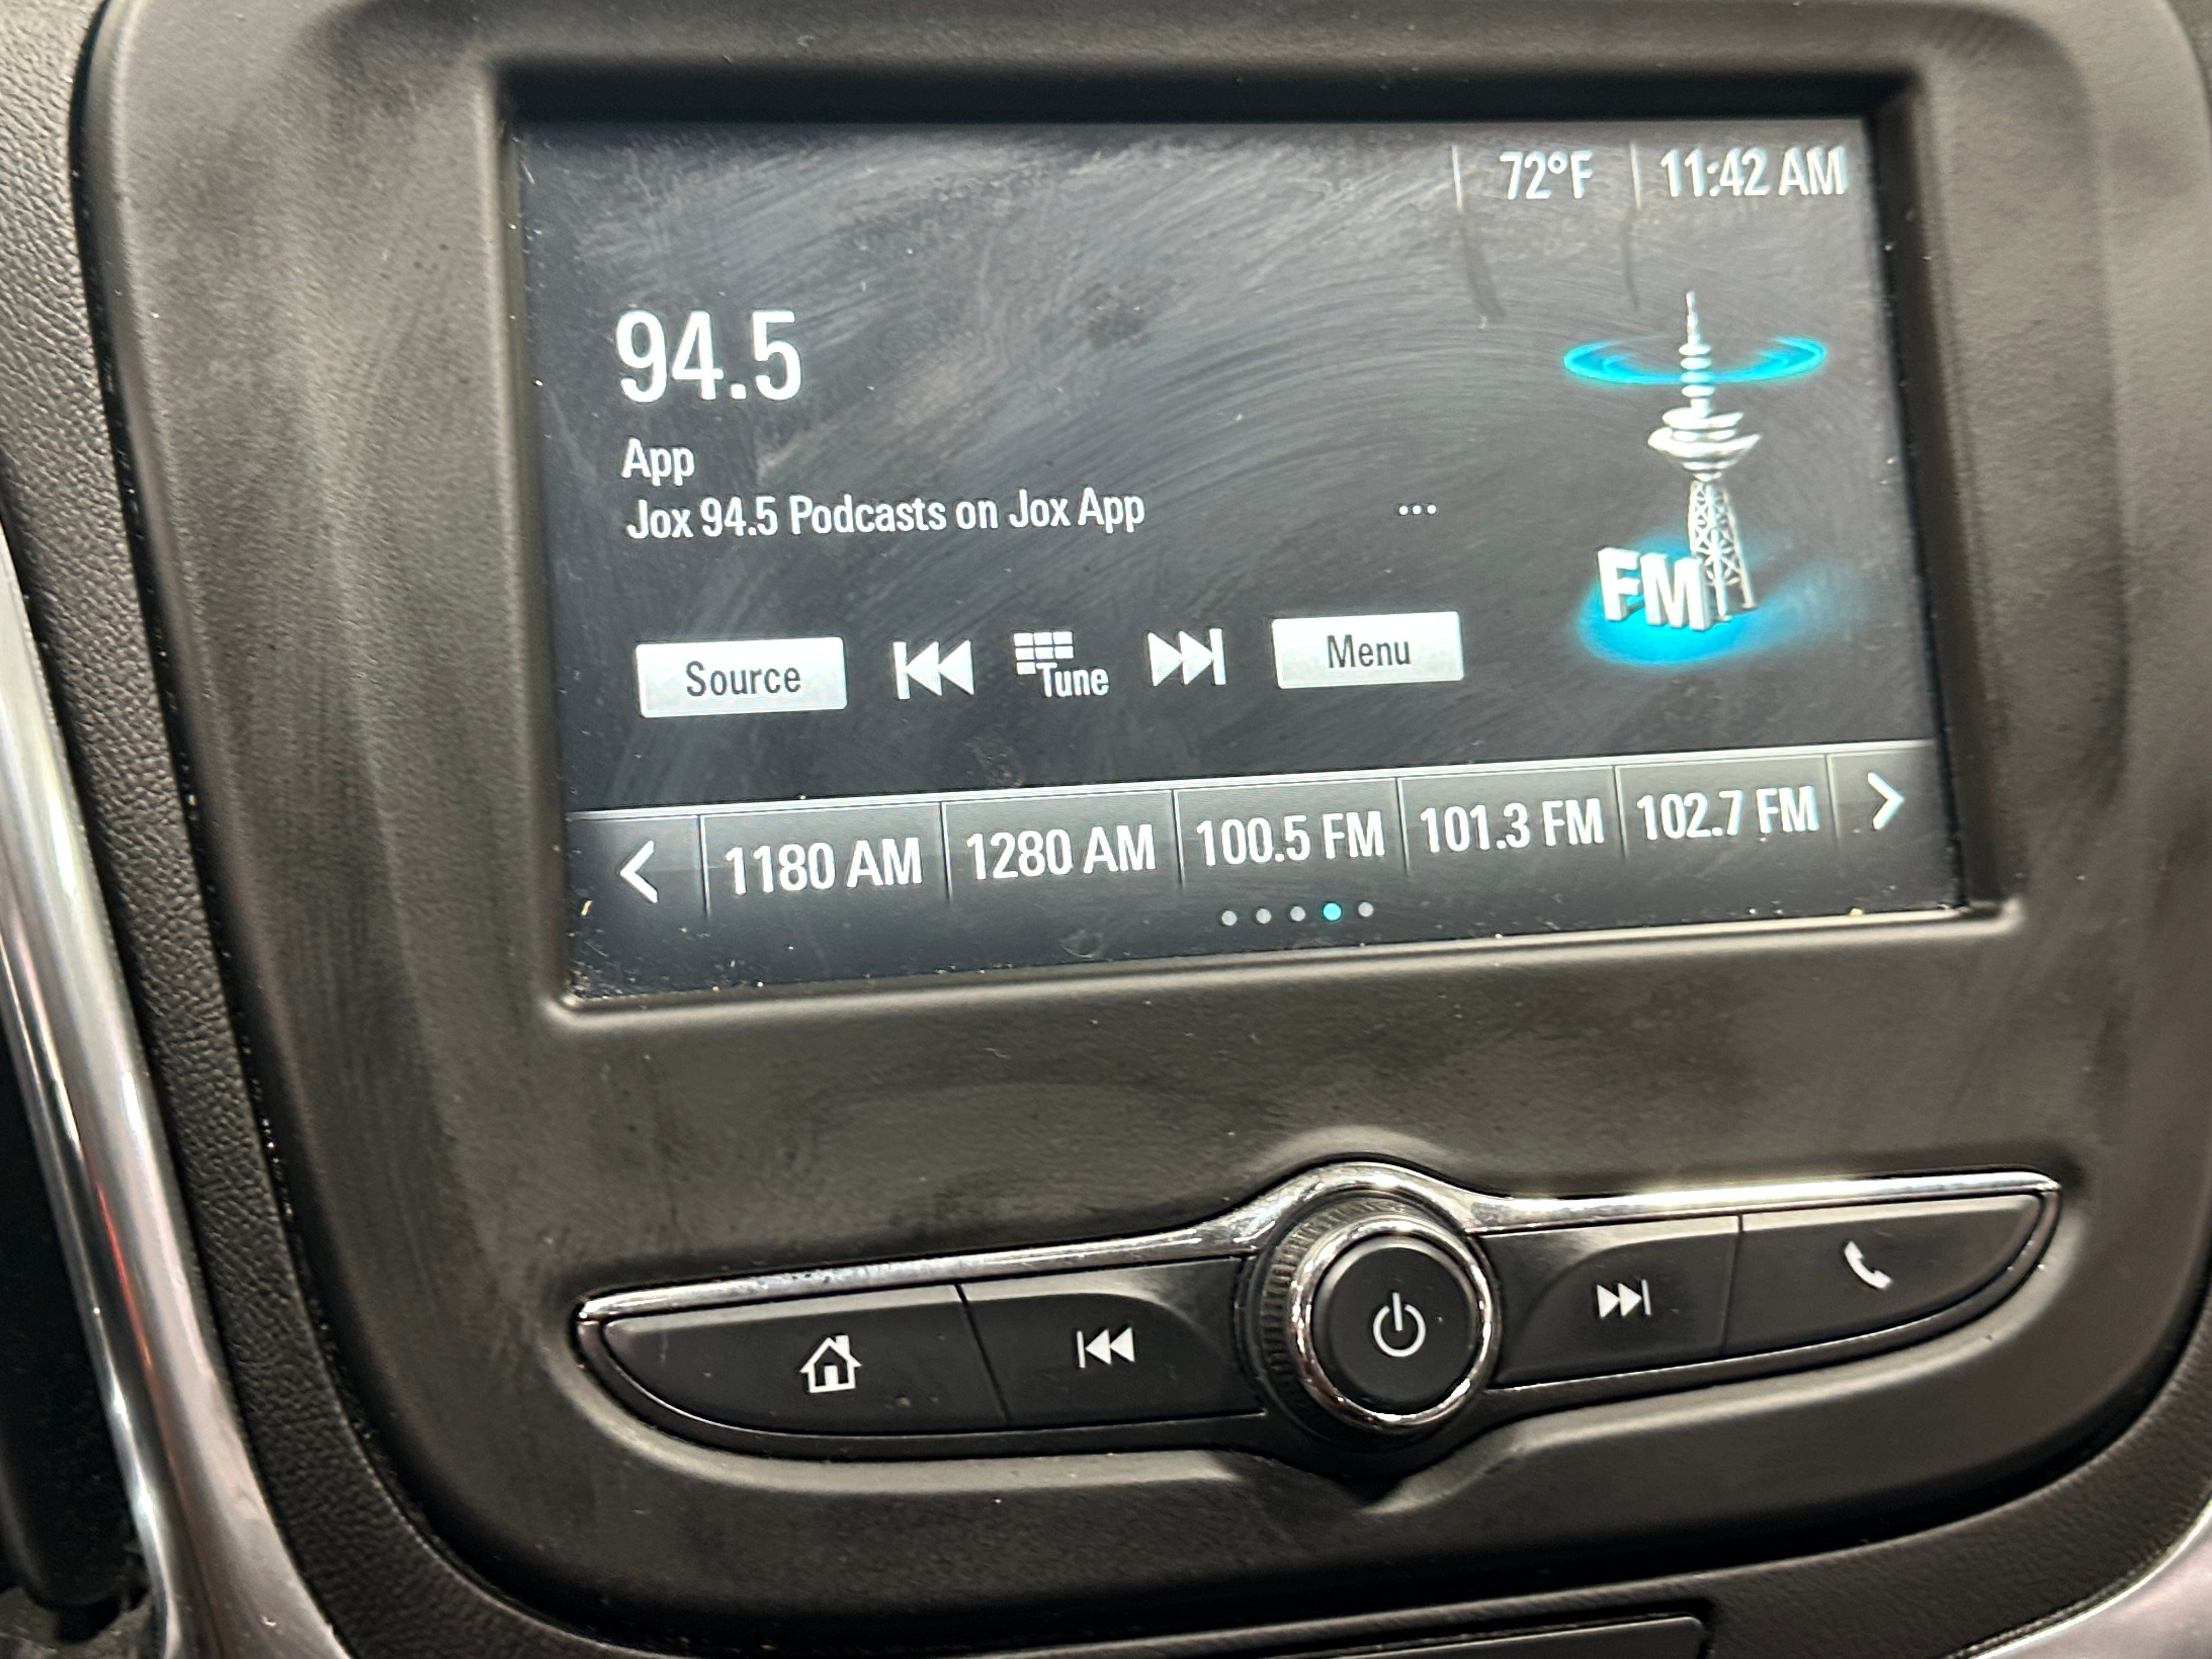 72°F 11:42 AM
94.5
App
Jox 94.5 Podcasts on Jox App ...
FM
Source Tune Menu
1180 AM 1280 AM 100.5 FM 101.3 FM 102.7 FM